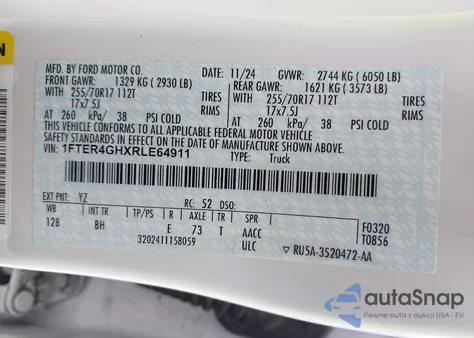 MFD. BY FORD MOTOR CO. 11/24 GVWR: 2744 KG ( 6050 LB)
FRONT GAWR: 1329 KG ( 2930 LB) REAR GAWR: 1621 KG ( 3573 LB)
WITH 255/70R17 112T TIRES WITH 255/70R17 112T TIRES
17x7.5J RIMS 17x7.5J RIMS
AT 260 kPa/ 38 PSI COLD AT 260 kPa/ 38 PSI COLD
THIS VEHICLE CONFORMS TO ALL APPLICABLE FEDERAL MOTOR VEHICLE
SAFETY STANDARDS IN EFFECT ON THE DATE OF MANUFACTURE SHOWN ABOVE.
VIN: 1FTER4GHXRLE64911 TYPE: Truck
EXT PNT: YZ RC: 52 DSO:
WB INT TR TP/PS R AXLE TR SPR F0320
128 BH E 73 T AACC T0856
3202411158059 ULC RU5A-3520472-AA
autoSnap
Pewne auto z aukcji USA i EU